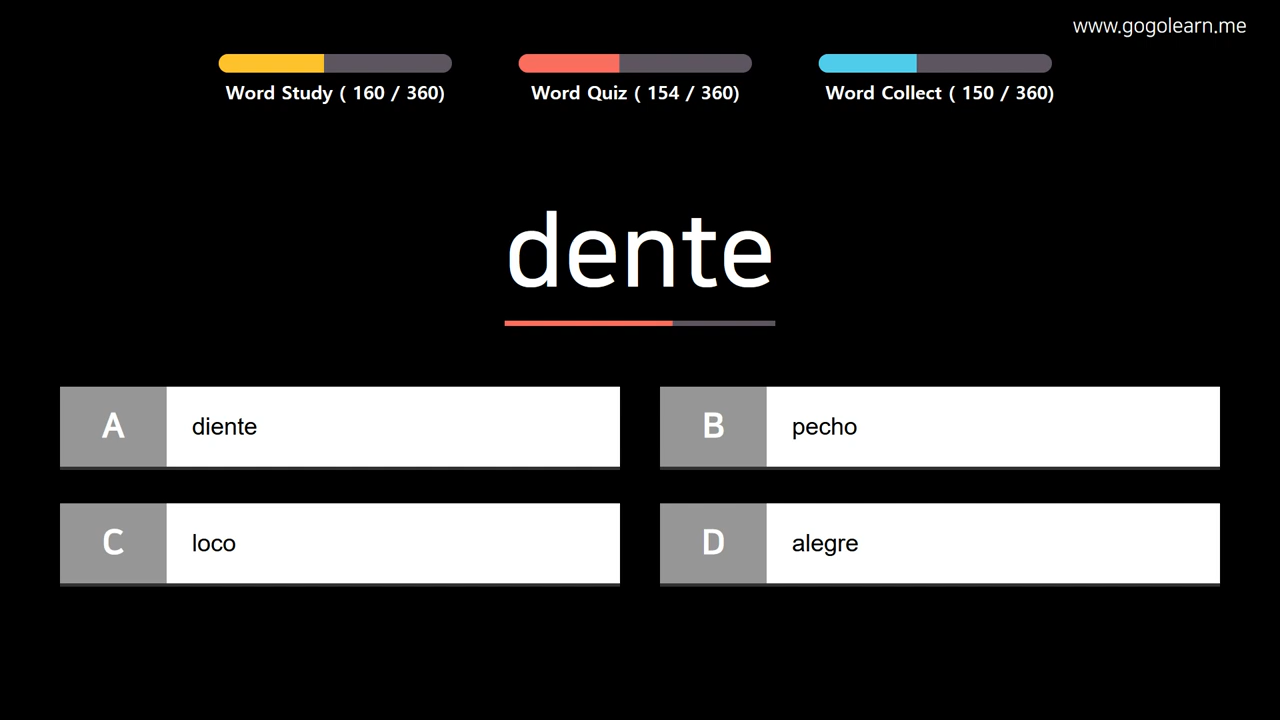 www.gogolearn.me
Word Study ( 160 / 360)
Word Quiz ( 154 / 360)
Word Collect ( 150 / 360)
dente
A diente
B pecho
C loco
D alegre